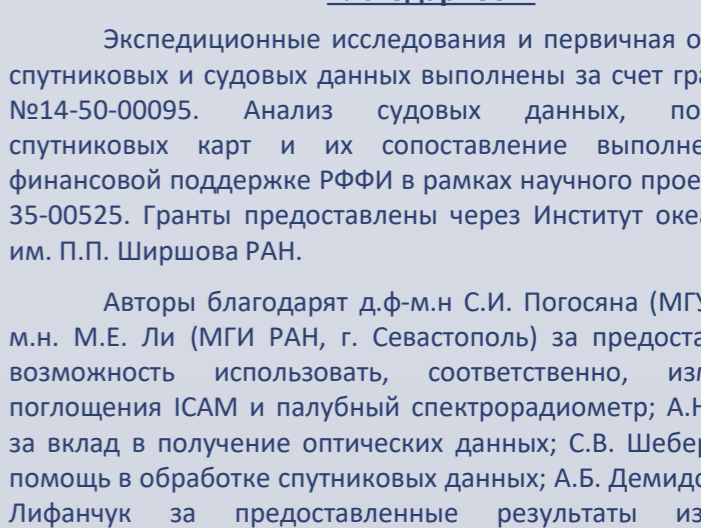 Экспедиционные исследования и первичная о
спутниковых и судовых данных выполнены за счет гра
№14-50-00095. Анализ судовых данных, по
спутниковых карт и их сопоставление выполне
финансовой поддержке РФФИ в рамках научного прое
35-00525. Гранты предоставлены через Институт оке
им. П.П. Ширшова РАН.
Авторы благодарят д.ф-м.н С.И. Погосяна (МГУ
м.н. М.Е. Ли (МГИ РАН, г. Севастополь) за предоста
возможность использовать, соответственно, из
поглощения ICAM и палубный спектрорадиометр; А.Н
за вклад в получение оптических данных; С.В. Шебер
помощь в обработке спутниковых данных; А.Б. Демидо
Лифанчук за предоставленные результаты из